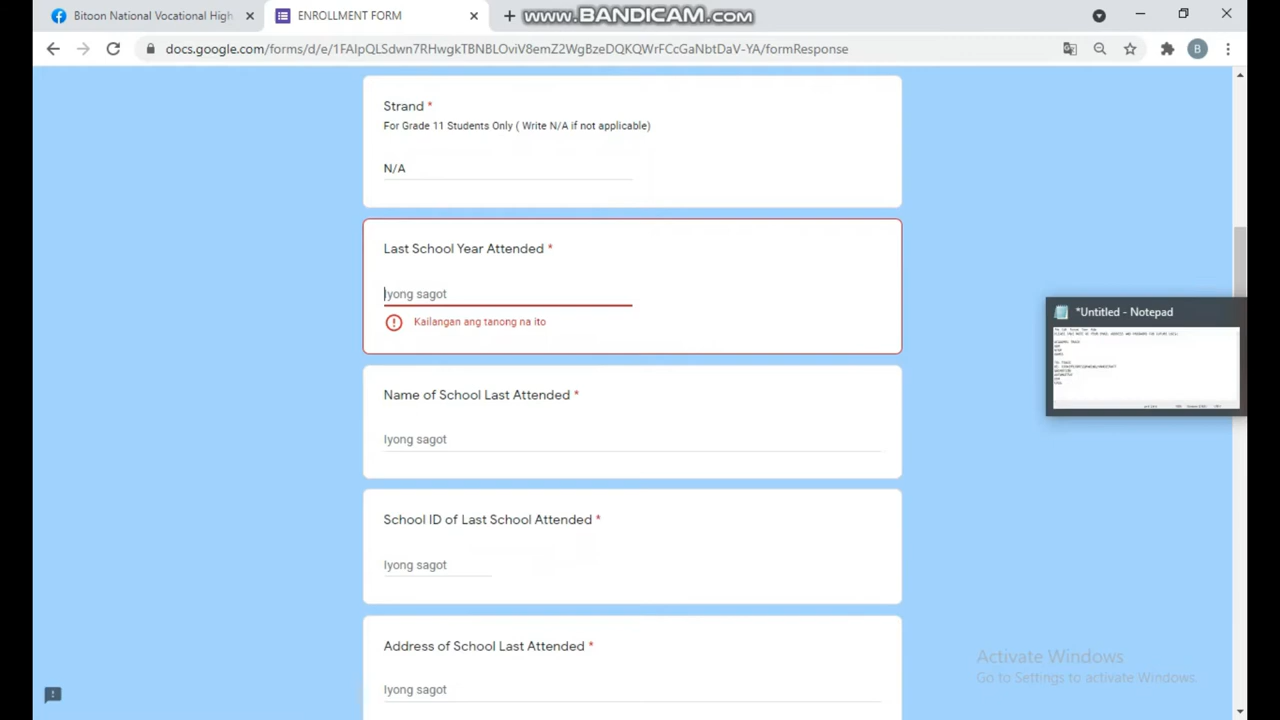 Bitoon National Vocational High
ENROLLMENT FORM
www.BANDICAM.com
docs.google.com/forms/d/e/1FAIpQLSdwn7RHwgkTBNBLOviV8emZ2WgBzeDQKQWrFCcGaNbtDaV-YA/formResponse
B
Strand *
For Grade 11 Students Only ( Write N/A if not applicable)
N/A
Last School Year Attended *
Iyong sagot
Kailangan ang tanong na ito
*Untitled - Notepad
Name of School Last Attended *
Iyong sagot
School ID of Last School Attended *
Iyong sagot
Address of School Last Attended *
Iyong sagot
Activate Windows
Go to Settings to activate Windows.